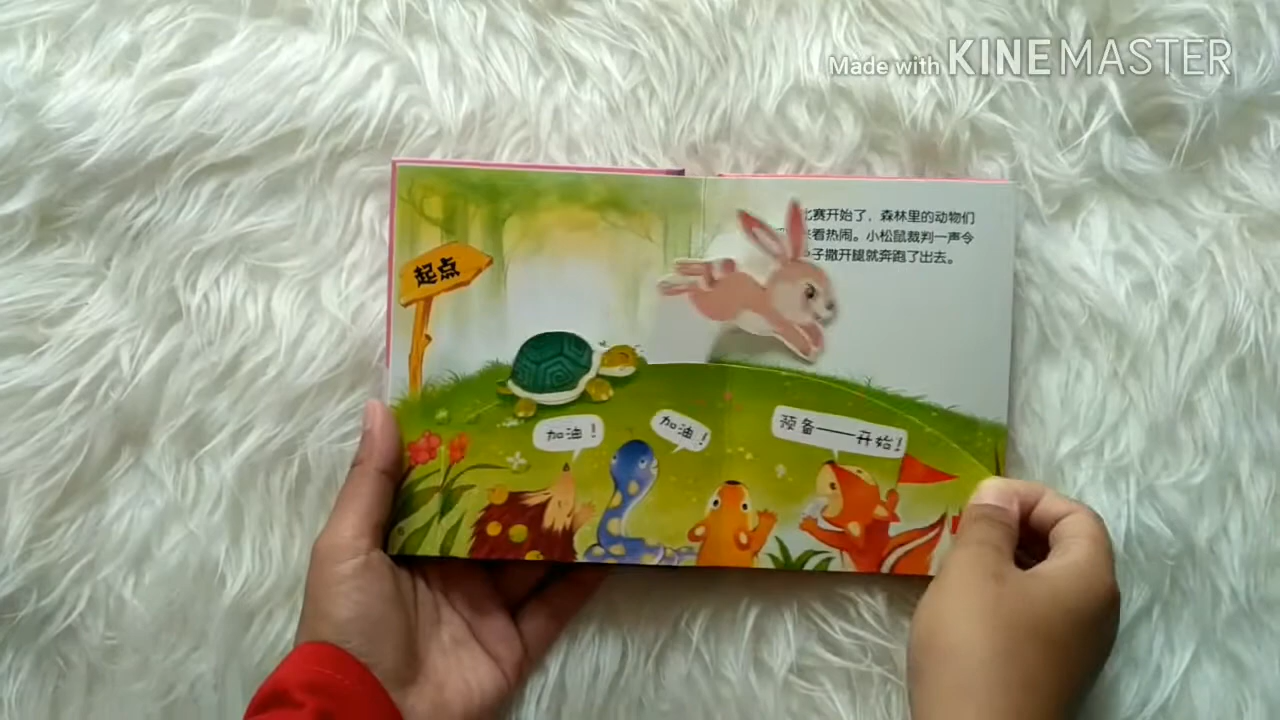 Made with KINEMASTER
比赛开始了，森林里的动物们
看热闹。小松鼠裁判一声令
子撒开腿就奔跑了出去。
起点
加油！
加油！
预备——开始！